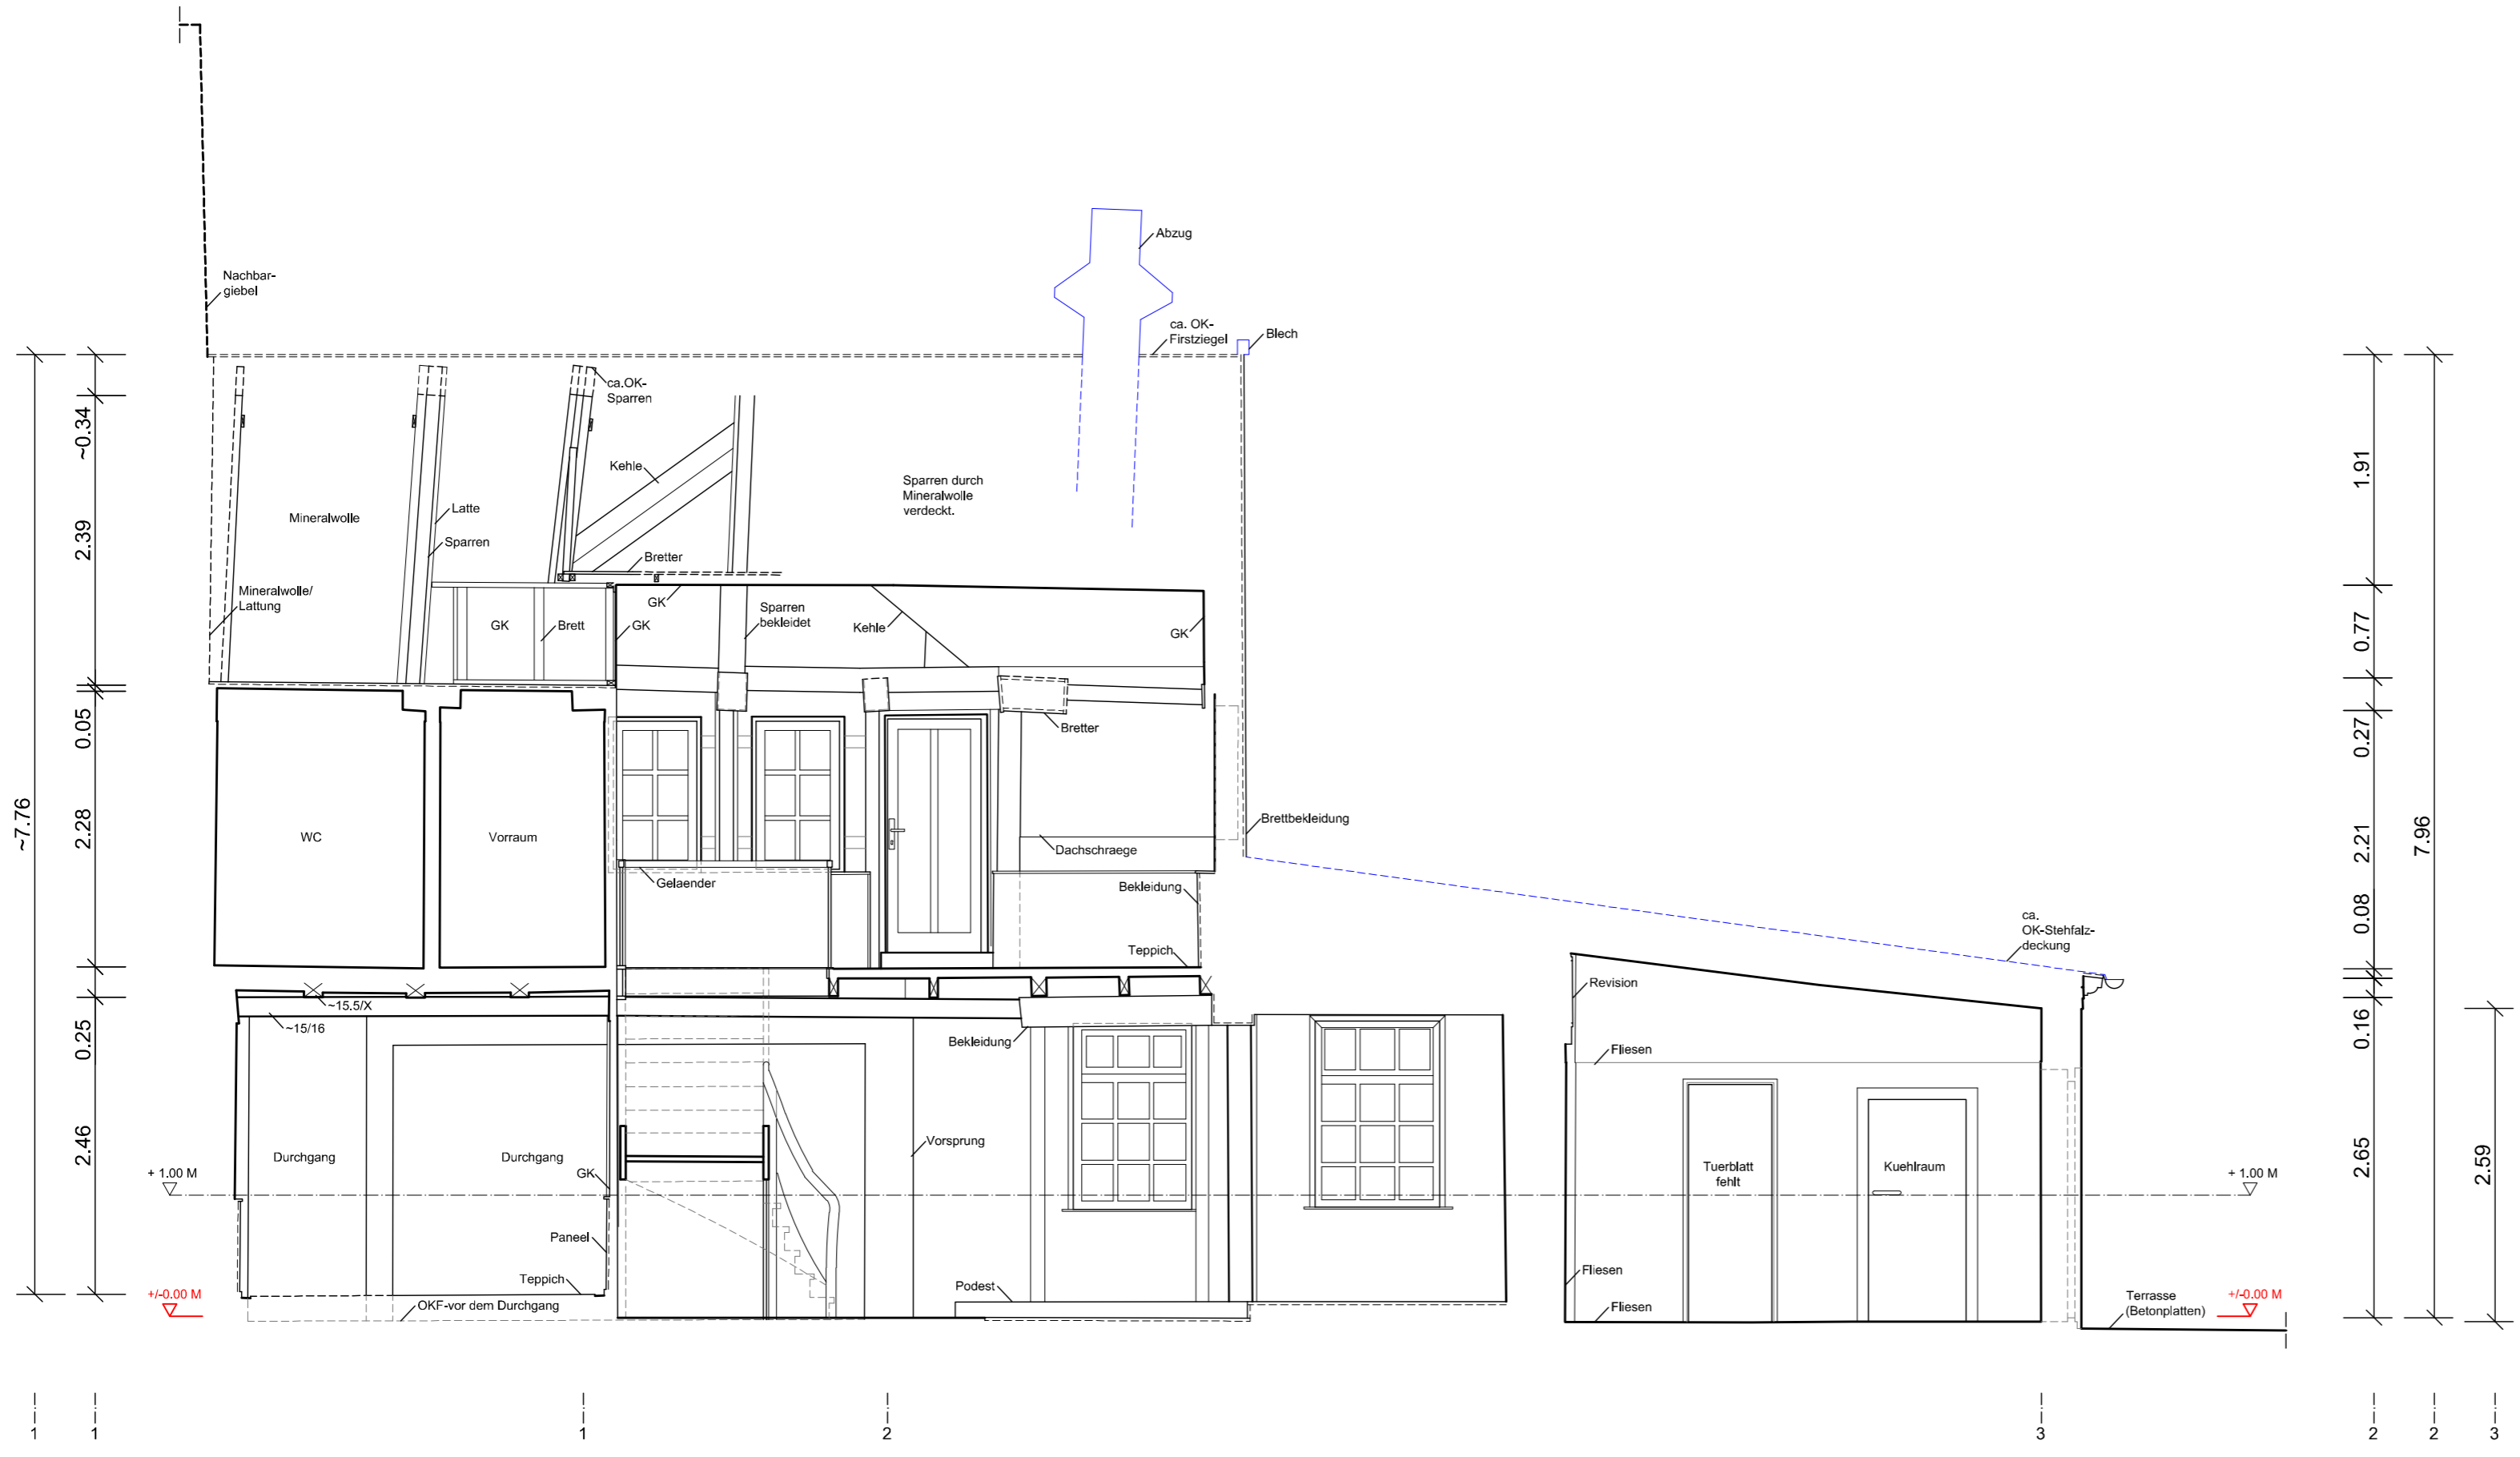 Nachbar-
giebel
Abzug
ca. OK-
Firstziegel
Blech
ca.OK-
Sparren
Kehle
Sparren durch
Mineralwolle
verdeckt.
Mineralwolle
Latte
Sparren
Bretter
Mineralwolle/
Lattung
GK
Brett
GK
GK
Sparren
bekleidet
Kehle
GK
Bretter
WC
Vorraum
Gelaender
Dachschraege
Brettbekleidung
Bekleidung
Teppich
ca.
OK-Stehfalz-
deckung
~15.5/X
~15/16
Bekleidung
Revision
Fliesen
Durchgang
Durchgang
GK
Vorsprung
Tuerblatt
fehlt
Kuehlraum
+ 1.00 M
+ 1.00 M
Paneel
Teppich
OKF-vor dem Durchgang
Podest
Fliesen
Fliesen
Terrasse
(Betonplatten)
+/-0.00 M
+/-0.00 M
~7.76
~0.34
2.39
0.05
2.28
0.25
2.46
1.91
0.77
0.27
2.21
0.08
0.16
2.65
7.96
2.59
1
1
1
2
3
2
2
3